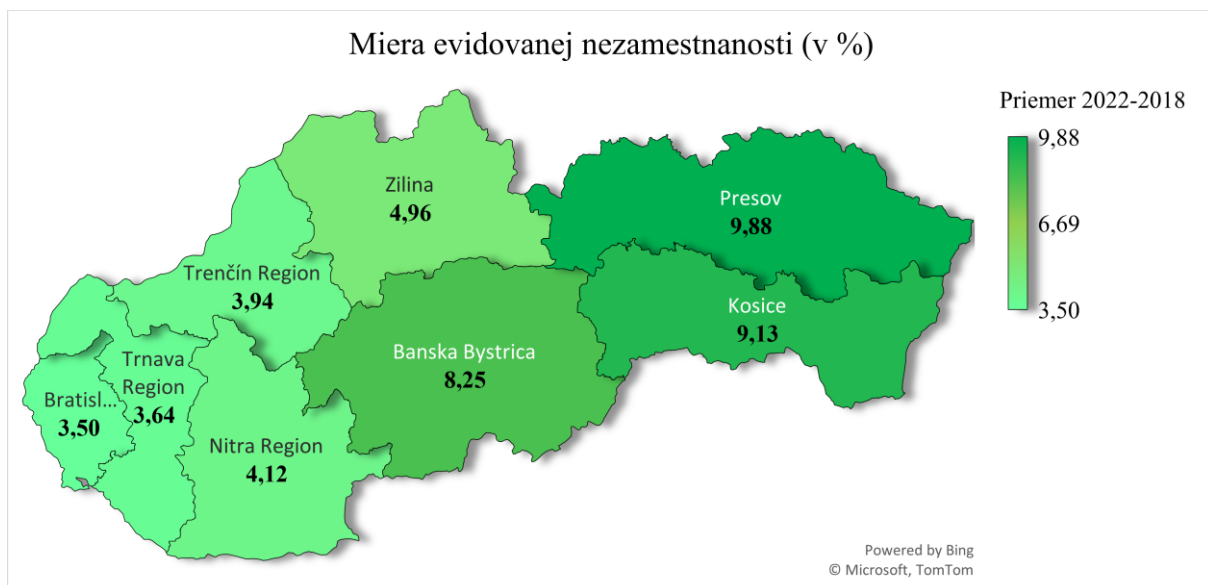 Miera evidovanej nezamestnanosti (v %)
Priemer 2022-2018
9,88
6,69
3,50
Zilina
4,96
Presov
9,88
Trenčín Region
3,94
Kosice
9,13
Banska Bystrica
8,25
Trnava
Region
3,64
Bratisl...
3,50
Nitra Region
4,12
Powered by Bing
© Microsoft, TomTom